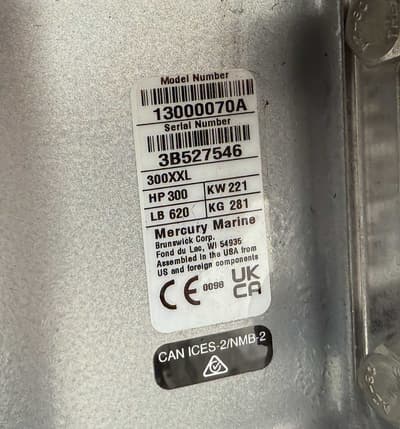 Model Number
13000070A
Serial Number
3B527546
300XXL
HP 300 KW 221
LB 620 KG 281
Mercury Marine
Brunswick Corp.
Fond du Lac, WI 54935
Assembled in the USA from
US and foreign components
CE 0098 UK
CA
CAN ICES-2/NMB-2